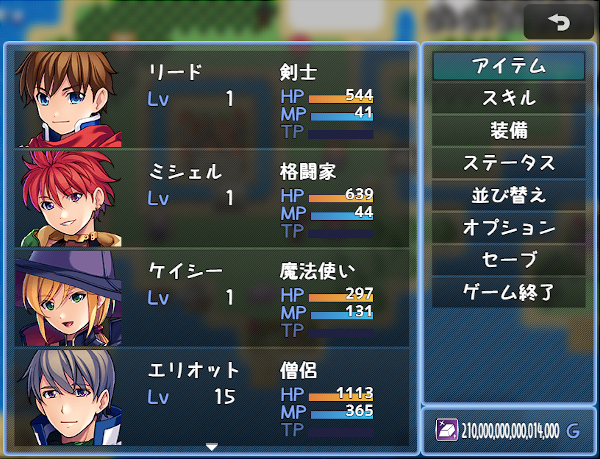 リード 剣士
Lv 1 HP 544
MP 41
TP
ミシェル 格闘家
Lv 1 HP 639
MP 44
TP
ケイシー 魔法使い
Lv 1 HP 297
MP 131
TP
エリオット 僧侶
Lv 15 HP 1113
MP 365
TP
アイテム
スキル
装備
ステータス
並び替え
オプション
セーブ
ゲーム終了
210,000,000,000,014,000 G